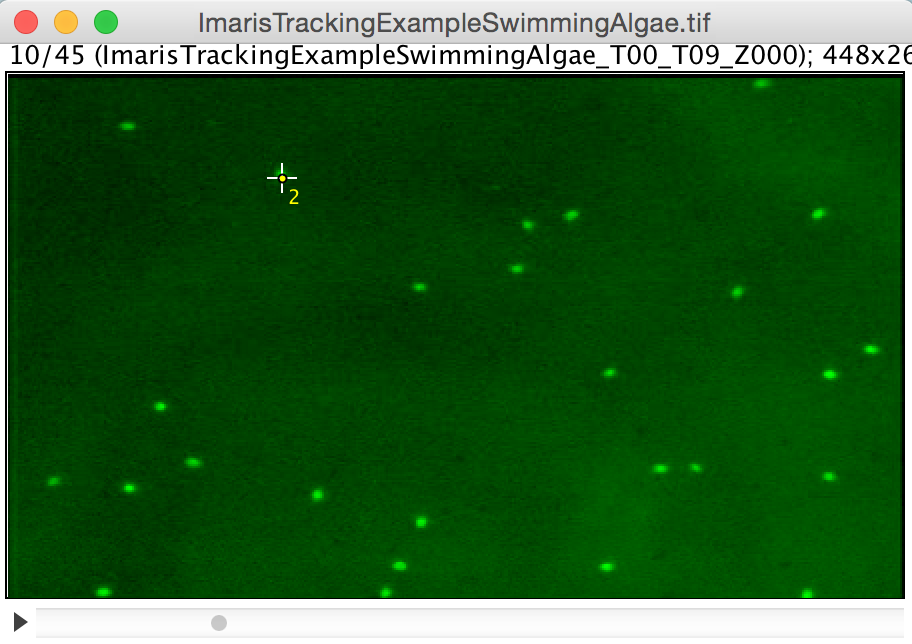 ImarisTrackingExampleSwimmingAlgae.tif
10/45 (ImarisTrackingExampleSwimmingAlgae_T00_T09_Z000); 448x26
2